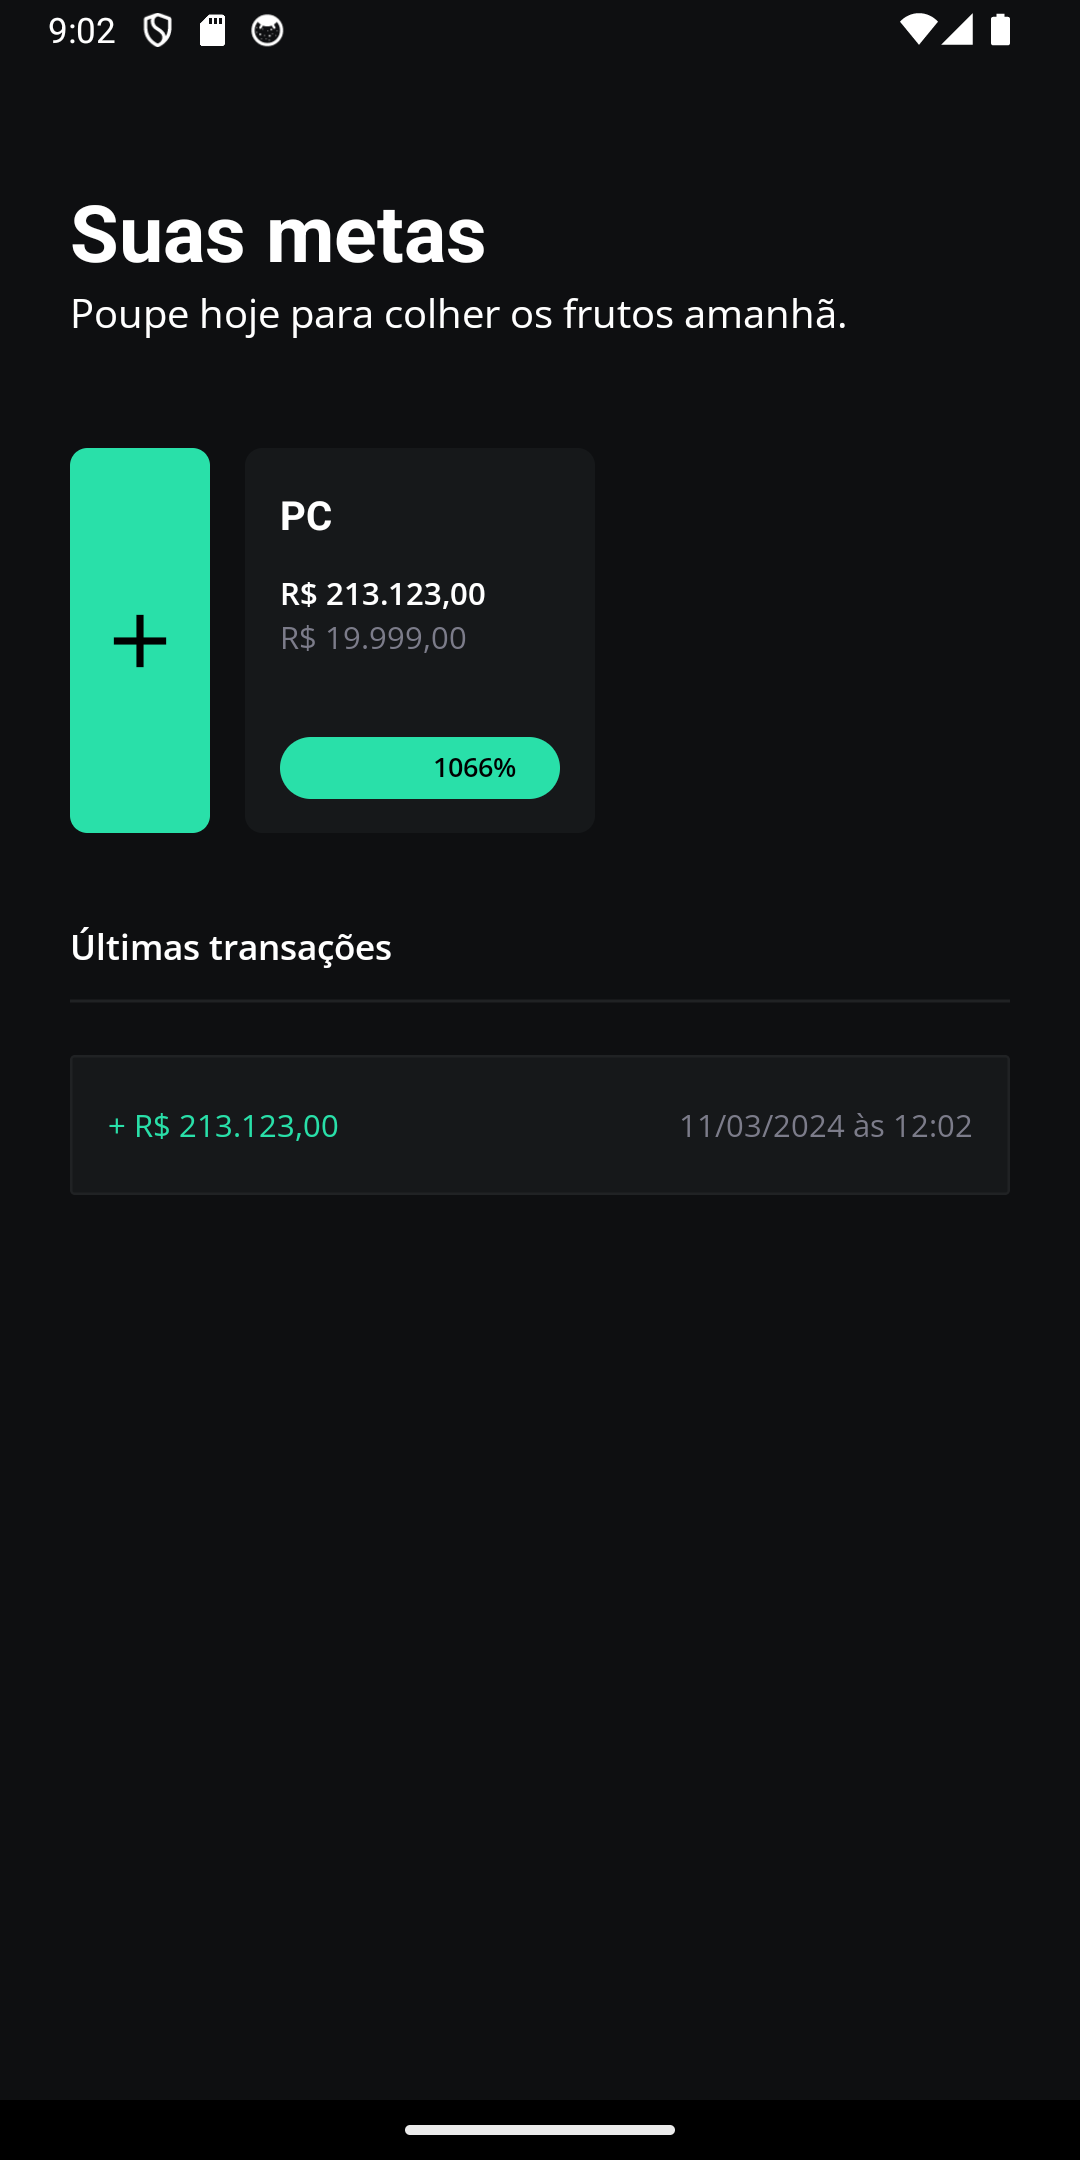 9:02
Suas metas
Poupe hoje para colher os frutos amanhã.
PC
R$ 213.123,00
R$ 19.999,00
1066%
Últimas transações
+ R$ 213.123,00 11/03/2024 às 12:02